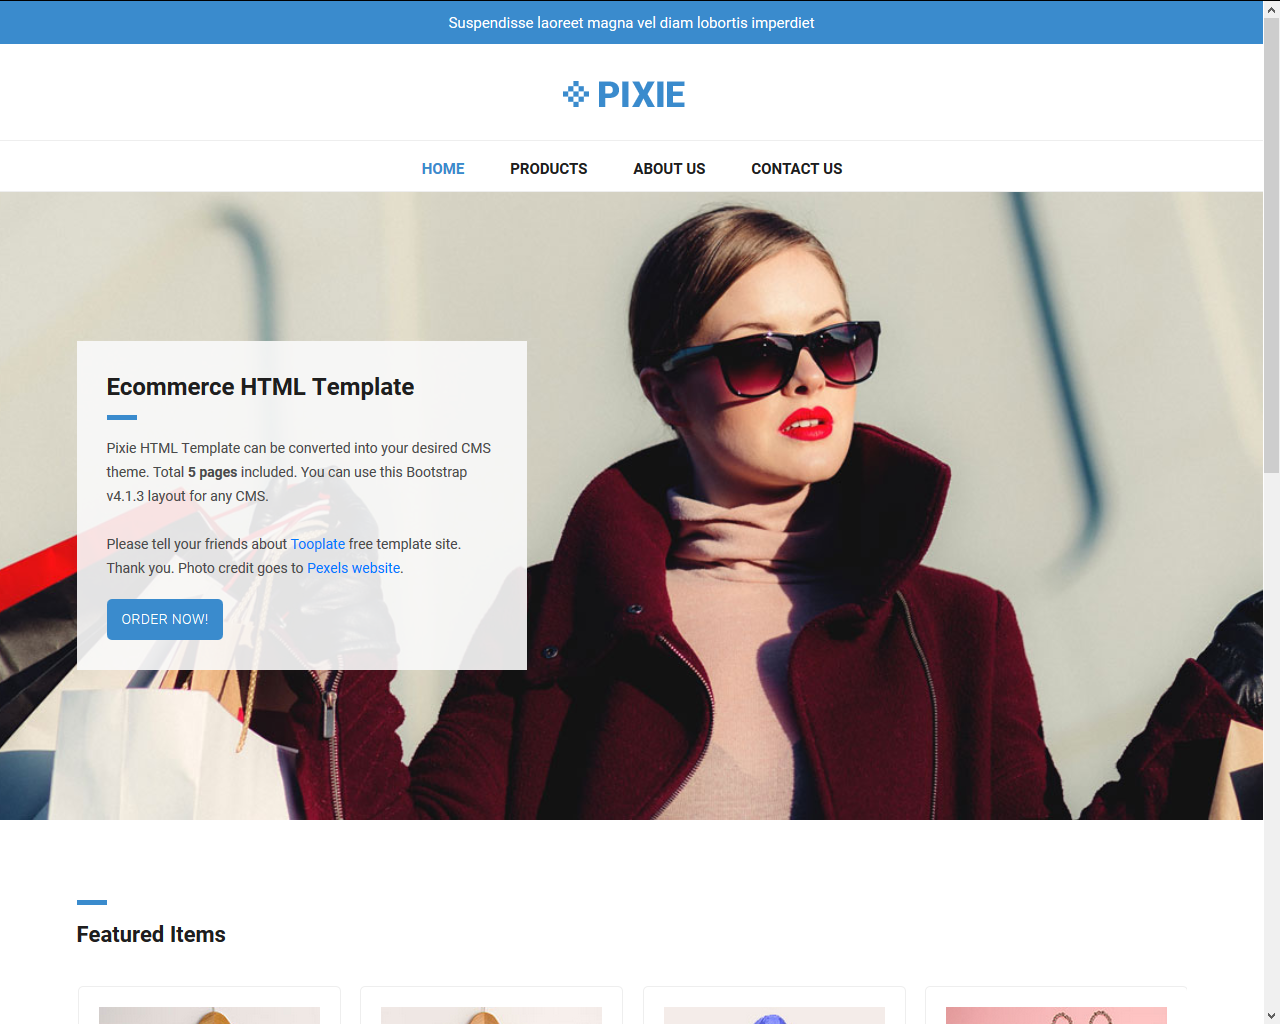 Suspendisse laoreet magna vel diam lobortis imperdiet
PIXIE
HOME PRODUCTS ABOUT US CONTACT US
Ecommerce HTML Template
Pixie HTML Template can be converted into your desired CMS
theme. Total 5 pages included. You can use this Bootstrap
v4.1.3 layout for any CMS.
Please tell your friends about Tooplate free template site.
Thank you. Photo credit goes to Pexels website.
ORDER NOW!
Featured Items